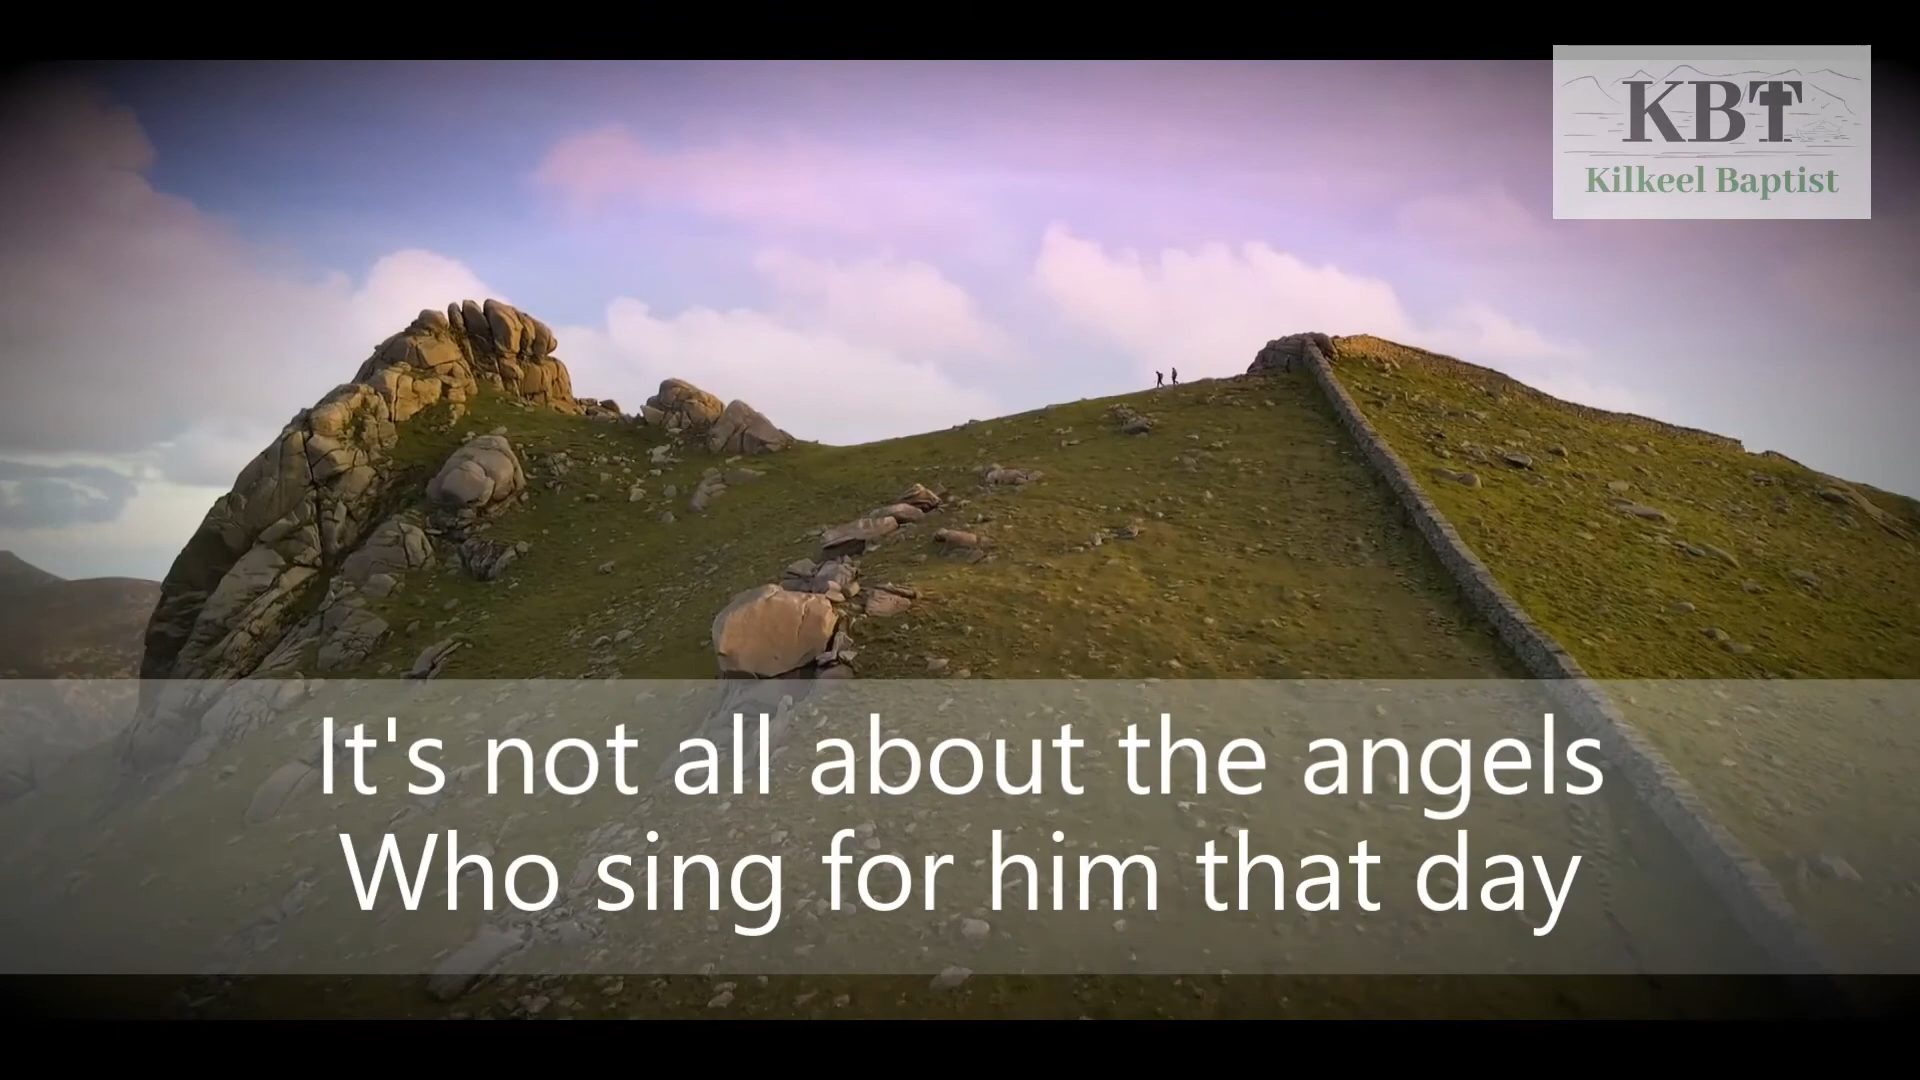 KBT
Kilkeel Baptist
It's not all about the angels
Who sing for him that day